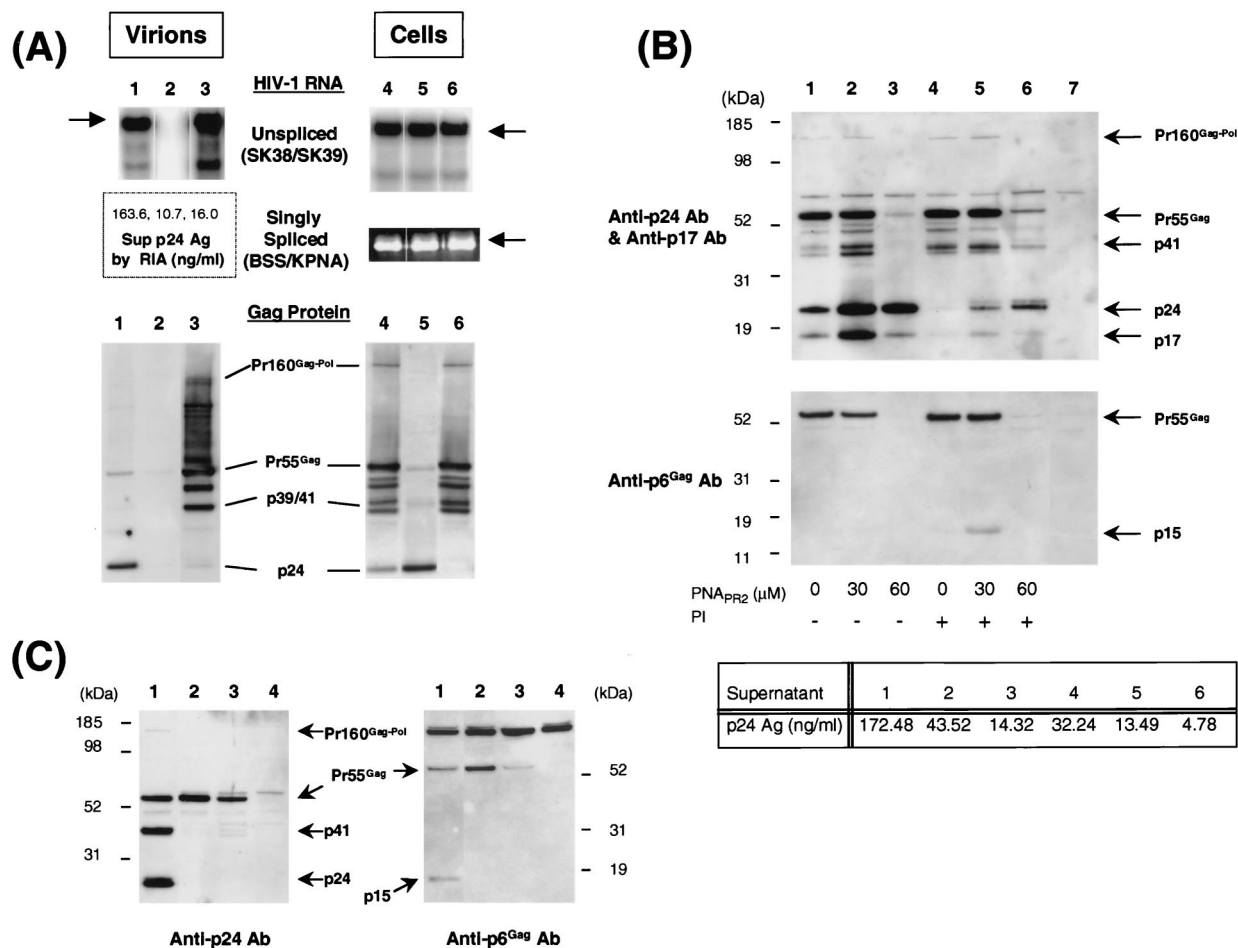 (A)
Virions
Cells
1 2 3
HIV-1 RNA
4 5 6
Unspliced
(SK38/SK39)
163.6, 10.7, 16.0
Sup p24 Ag
by RIA (ng/ml)
Singly
Spliced
(BSS/KPNA)
1 2 3
Gag Protein
4 5 6
Pr160Gag-Pol
Pr55Gag
p39/41
p24
(B)
1 2 3 4 5 6 7
(kDa)
185
98
52
31
19
Anti-p24 Ab
& Anti-p17 Ab
Pr160Gag-Pol
Pr55Gag
p41
p24
p17
52
31
19
11
Anti-p6Gag Ab
Pr55Gag
p15
PNAPR2 (μM) 0 30 60 0 30 60
PI - - - + + +
Supernatant 1 2 3 4 5 6
p24 Ag (ng/ml) 172.48 43.52 14.32 32.24 13.49 4.78
(C)
(kDa) 1 2 3 4
185
98
52
31
Pr160Gag-Pol
Pr55Gag
p41
p24
p15
1 2 3 4 (kDa)
52
31
19
Anti-p24 Ab
Anti-p6Gag Ab